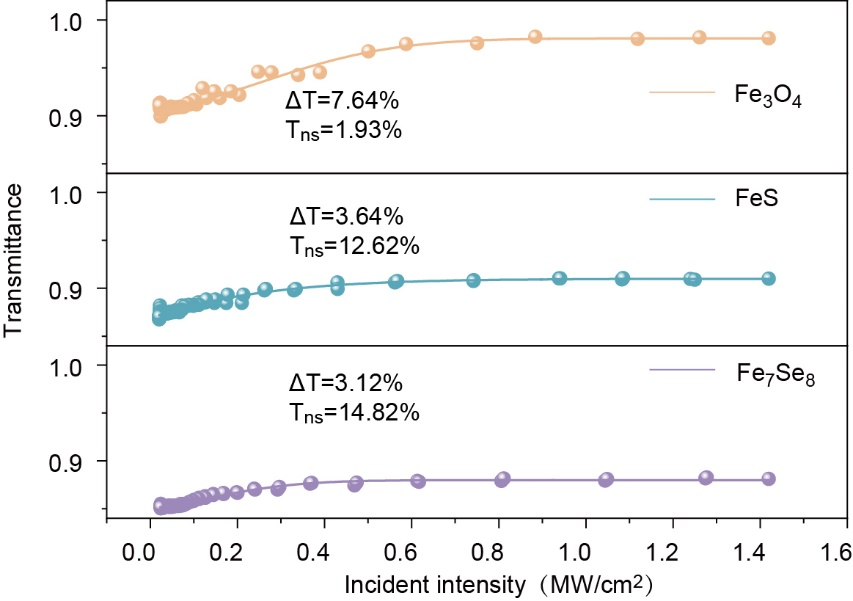 Transmittance
1.0
0.9
ΔT=7.64%
Tns=1.93%
Fe3O4
1.0
0.9
ΔT=3.64%
Tns=12.62%
FeS
1.0
0.9
ΔT=3.12%
Tns=14.82%
Fe7Se8
0.0 0.2 0.4 0.6 0.8 1.0 1.2 1.4 1.6
Incident intensity（MW/cm2）